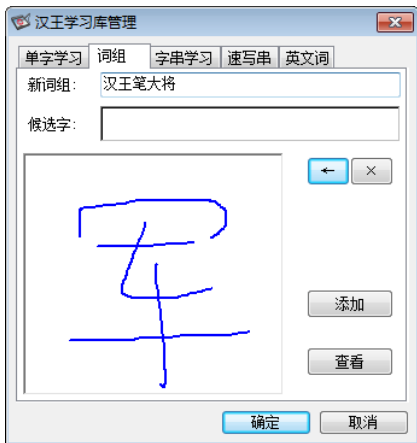 汉王学习库管理
单字学习 词组 字串学习 速写串 英文词
新词组: 汉王笔大将
候选字:
← ×
军
添加
查看
确定 取消